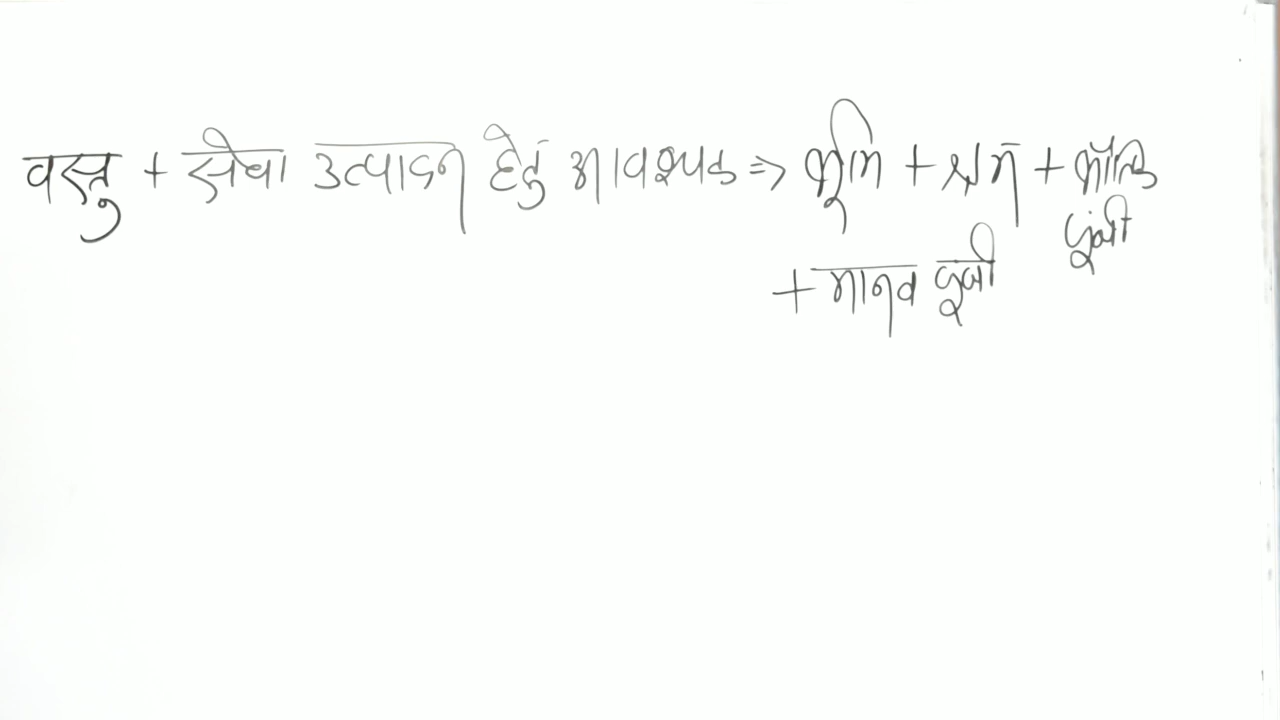 वस्तु + सेवा उत्पादन हेतु आवश्यक ⇒ भूमि + श्रम + भौतिक
पूंजी
+ मानव पूंजी